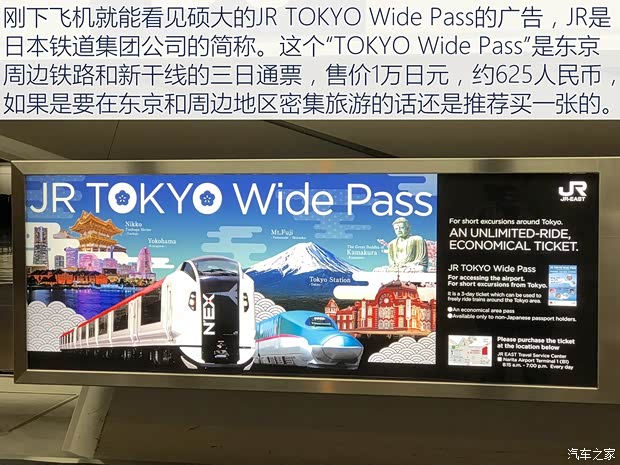 刚下飞机就能看见硕大的JR TOKYO Wide Pass的广告，JR是
日本铁道集团公司的简称。这个“TOKYO Wide Pass”是东京
周边铁路和新干线的三日通票，售价1万日元，约625人民币，
如果是要在东京和周边地区密集旅游的话还是推荐买一张的。
JR TOKYO Wide Pass
Nikko
Yokohama
Mt.Fuji
The Great Buddha
Kamakura
Tokyo Station
NEX
JR
JR-EAST
For short excursions around Tokyo.
AN UNLIMITED-RIDE,
ECONOMICAL TICKET.
JR TOKYO Wide Pass
For accessing the airport.
For short excursions from Tokyo.
It is a 3-day ticket which can be used to
freely ride trains around the Tokyo area.
●An economical area pass
●Available only to non-Japanese passport holders.
Please purchase the ticket
at the location below
JR EAST Travel Service Center
Narita Airport Terminal 1 (B1)
8:15 a.m. - 7:00 p.m. Every day
汽车之家